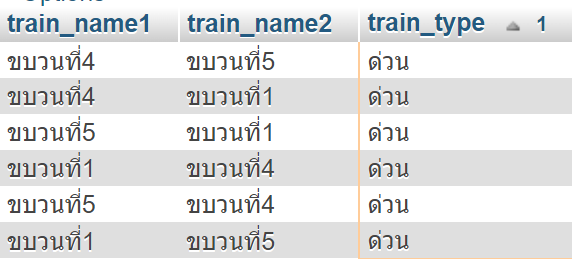 train_name1 train_name2 train_type 1
ขบวนที่4 ขบวนที่5 ด่วน
ขบวนที่4 ขบวนที่1 ด่วน
ขบวนที่5 ขบวนที่1 ด่วน
ขบวนที่1 ขบวนที่4 ด่วน
ขบวนที่5 ขบวนที่4 ด่วน
ขบวนที่1 ขบวนที่5 ด่วน